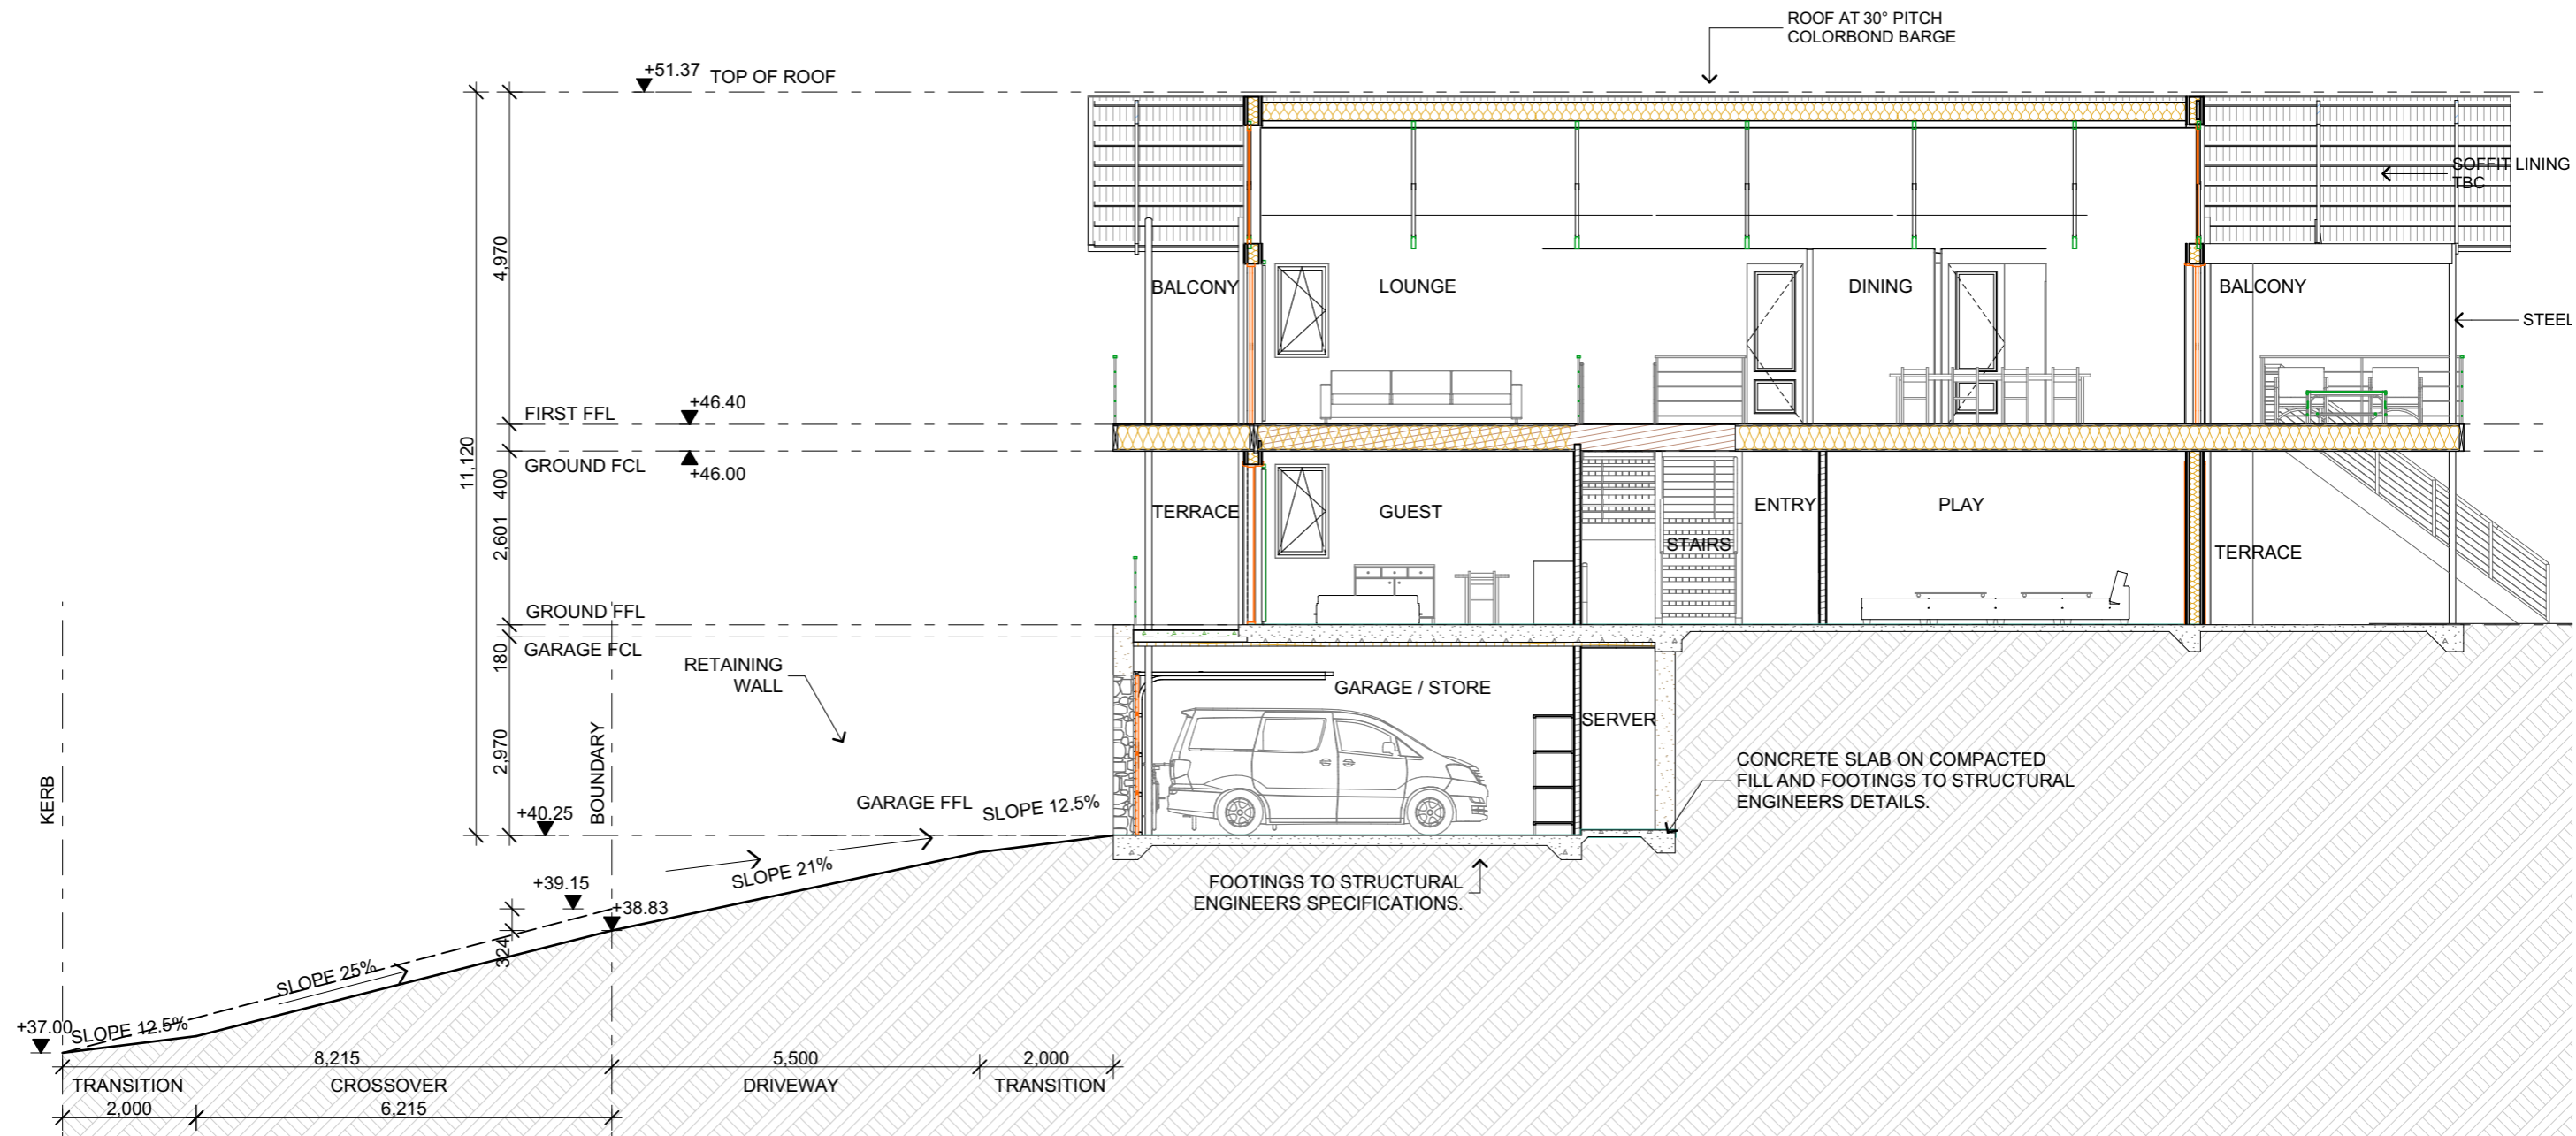 ROOF AT 30° PITCH
COLORBOND BARGE
+51.37
TOP OF ROOF
SOFFIT LINING
TBC
4,970
BALCONY
LOUNGE
DINING
BALCONY
STEEL
+46.40
FIRST FFL
GROUND FCL
+46.00
11,120
400
2,601
TERRACE
GUEST
STAIRS
ENTRY
PLAY
TERRACE
GROUND FFL
GARAGE FCL
180
RETAINING
WALL
GARAGE / STORE
SERVER
2,970
KERB
BOUNDARY
CONCRETE SLAB ON COMPACTED
FILL AND FOOTINGS TO STRUCTURAL
ENGINEERS DETAILS.
GARAGE FFL
SLOPE 12.5%
+40.25
SLOPE 21%
FOOTINGS TO STRUCTURAL
ENGINEERS SPECIFICATIONS.
+39.15
+38.83
324
SLOPE 25%
+37.00
SLOPE 12.5%
8,215
5,500
2,000
TRANSITION
CROSSOVER
DRIVEWAY
TRANSITION
2,000
6,215